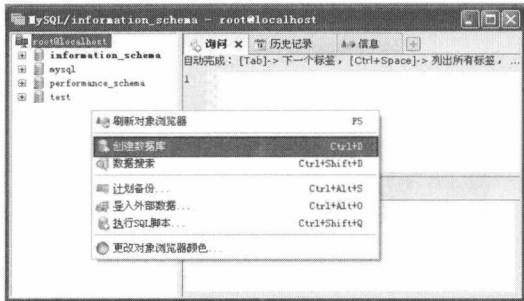 MySQL/information_schema - root@localhost
root@localhost
information_schema
mysql
performance_schema
test
询问 历史记录 信息
自动完成: [Tab]-> 下一个标签, [Ctrl+Space]-> 列出所有标签, ...
1
刷新对象浏览器 F5
创建数据库 Ctrl+D
数据搜索 Ctrl+Shift+D
计划备份... Ctrl+Alt+S
导入外部数据... Ctrl+Alt+O
执行SQL脚本... Ctrl+Shift+Q
更改对象浏览器颜色...